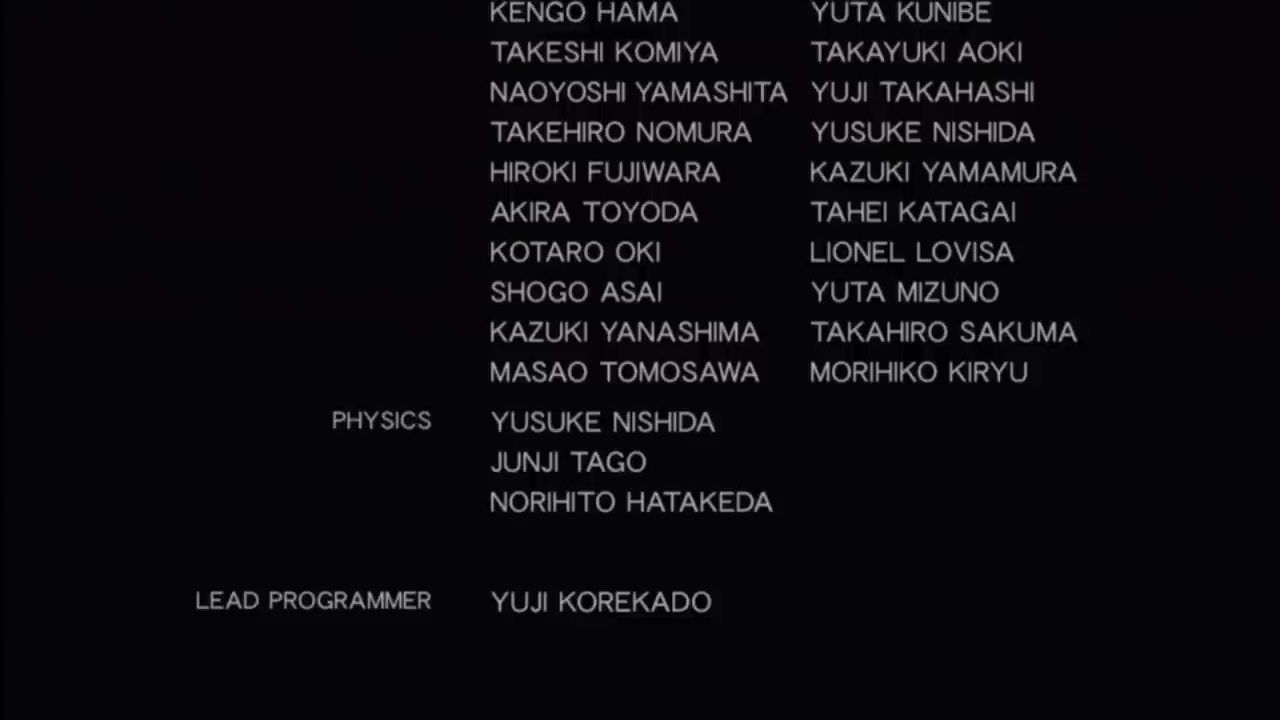 KENGO HAMA YUTA KUNIBE
TAKESHI KOMIYA TAKAYUKI AOKI
NAOYOSHI YAMASHITA YUJI TAKAHASHI
TAKEHIRO NOMURA YUSUKE NISHIDA
HIROKI FUJIWARA KAZUKI YAMAMURA
AKIRA TOYODA TAHEI KATAGAI
KOTARO OKI LIONEL LOVISA
SHOGO ASAI YUTA MIZUNO
KAZUKI YANASHIMA TAKAHIRO SAKUMA
MASAO TOMOSAWA MORIHIKO KIRYU
PHYSICS YUSUKE NISHIDA
JUNJI TAGO
NORIHITO HATAKEDA
LEAD PROGRAMMER YUJI KOREKADO